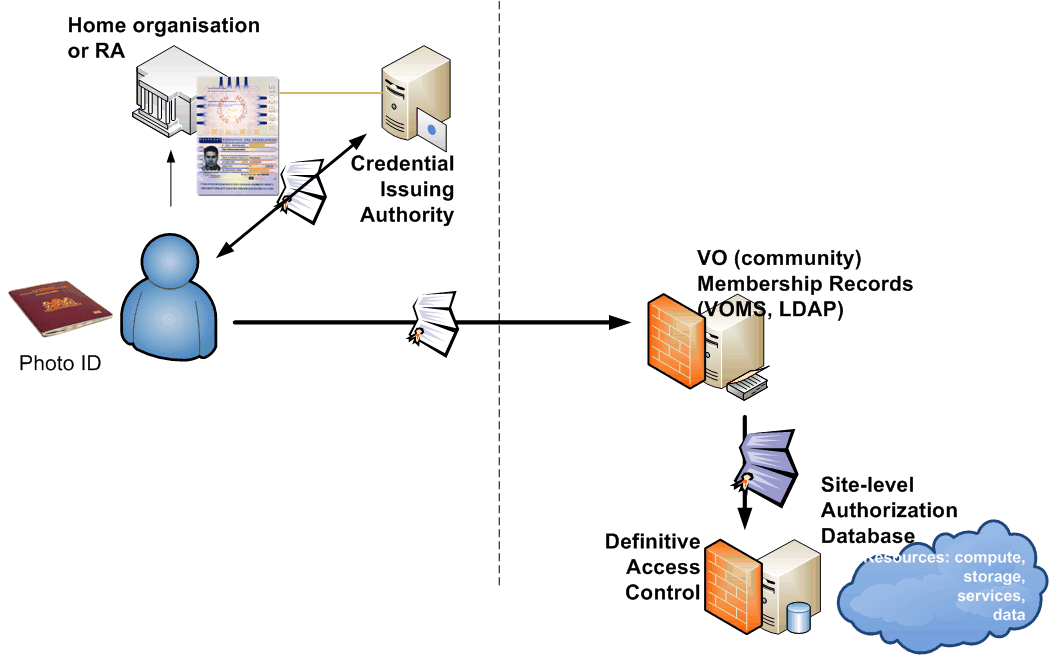 Home organisation
or RA
Credential
Issuing
Authority
Photo ID
VO (community)
Membership Records
(VOMS, LDAP)
Site-level
Authorization
Database
Definitive
Access
Control
Resources: compute,
storage,
services,
data